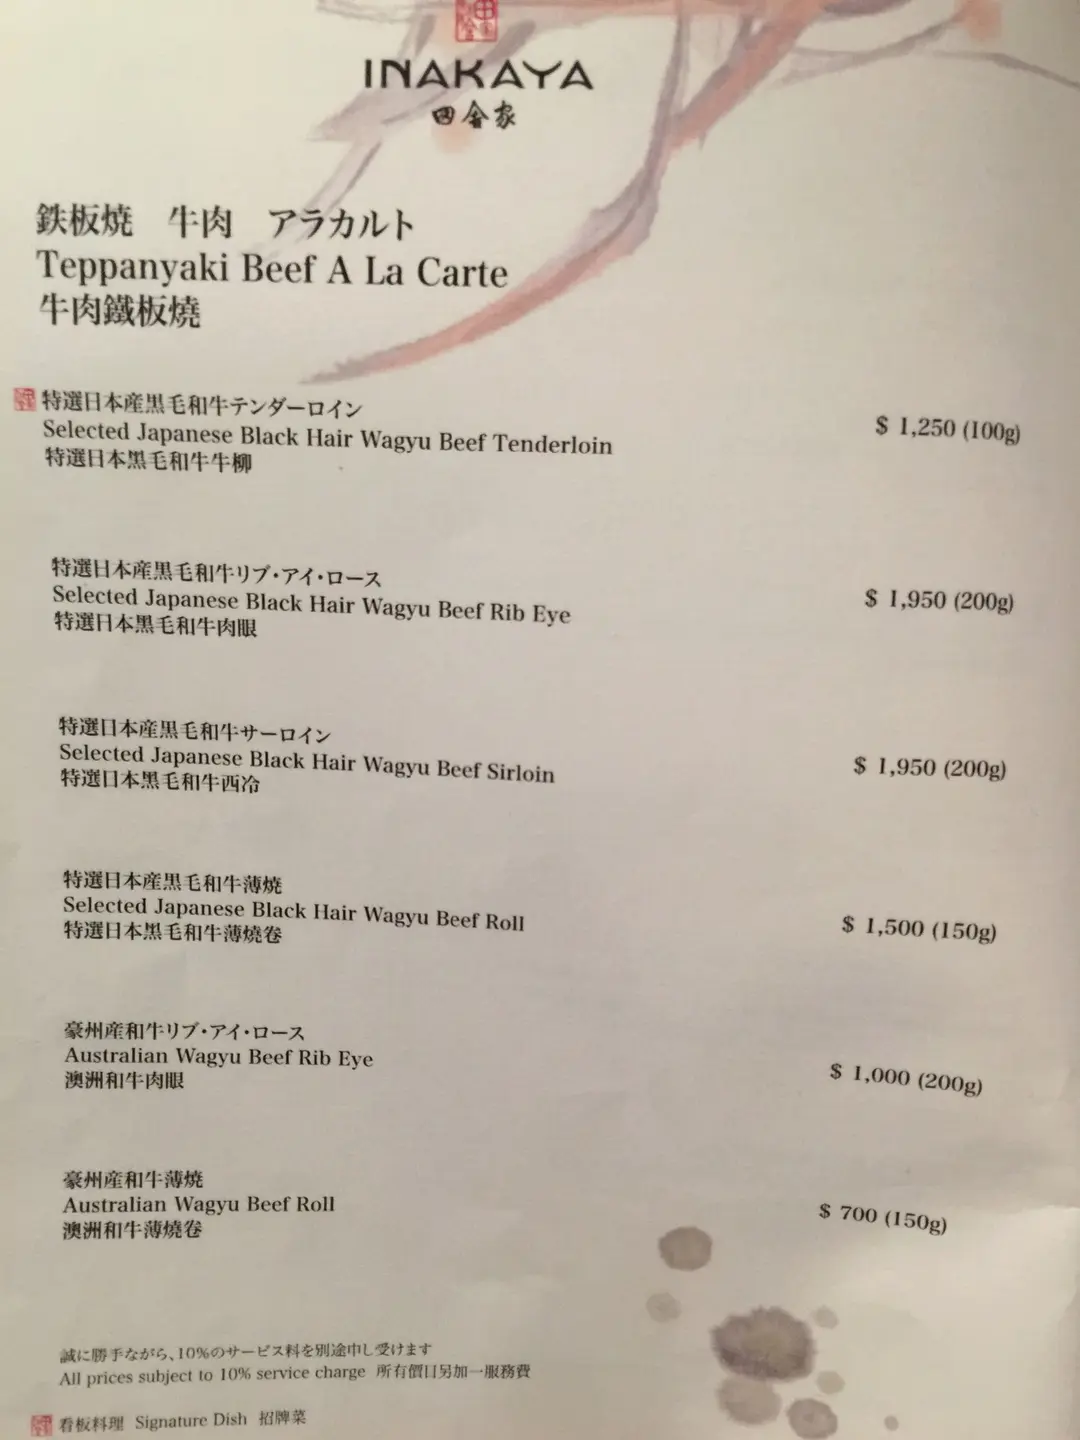 INAKAYA
田舎家
鉄板焼 牛肉 アラカルト
Teppanyaki Beef A La Carte
牛肉鐵板燒
特選日本産黒毛和牛テンダーロイン
Selected Japanese Black Hair Wagyu Beef Tenderloin
特選日本黑毛和牛牛柳
$ 1,250 (100g)
特選日本産黒毛和牛リブ・アイ・ロース
Selected Japanese Black Hair Wagyu Beef Rib Eye
特選日本黑毛和牛肉眼
$ 1,950 (200g)
特選日本産黒毛和牛サーロイン
Selected Japanese Black Hair Wagyu Beef Sirloin
特選日本黑毛和牛西冷
$ 1,950 (200g)
特選日本産黒毛和牛薄焼
Selected Japanese Black Hair Wagyu Beef Roll
特選日本黑毛和牛薄燒卷
$ 1,500 (150g)
豪州産和牛リブ・アイ・ロース
Australian Wagyu Beef Rib Eye
澳洲和牛肉眼
$ 1,000 (200g)
豪州産和牛薄焼
Australian Wagyu Beef Roll
澳洲和牛薄燒卷
$ 700 (150g)
誠に勝手ながら、10%のサービス料を別途申し受けます
All prices subject to 10% service charge 所有價目另加一服務費
看板料理 Signature Dish 招牌菜